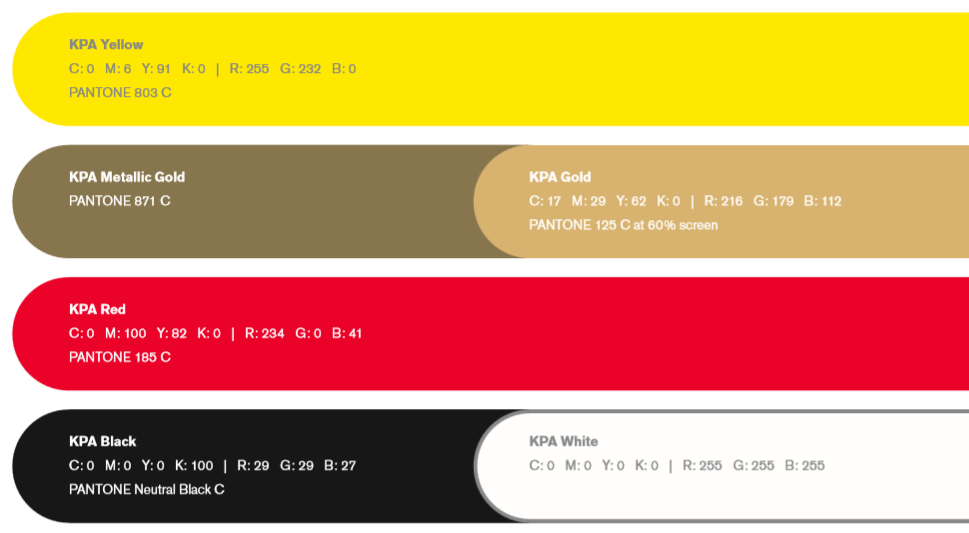 KPA Yellow
C: 0 M: 6 Y: 91 K: 0 | R: 255 G: 232 B: 0
PANTONE 803 C
KPA Metallic Gold
PANTONE 871 C
KPA Gold
C: 17 M: 29 Y: 62 K: 0 | R: 216 G: 179 B: 112
PANTONE 125 C at 60% screen
KPA Red
C: 0 M: 100 Y: 82 K: 0 | R: 234 G: 0 B: 41
PANTONE 185 C
KPA Black
C: 0 M: 0 Y: 0 K: 100 | R: 29 G: 29 B: 27
PANTONE Neutral Black C
KPA White
C: 0 M: 0 Y: 0 K: 0 | R: 255 G: 255 B: 255